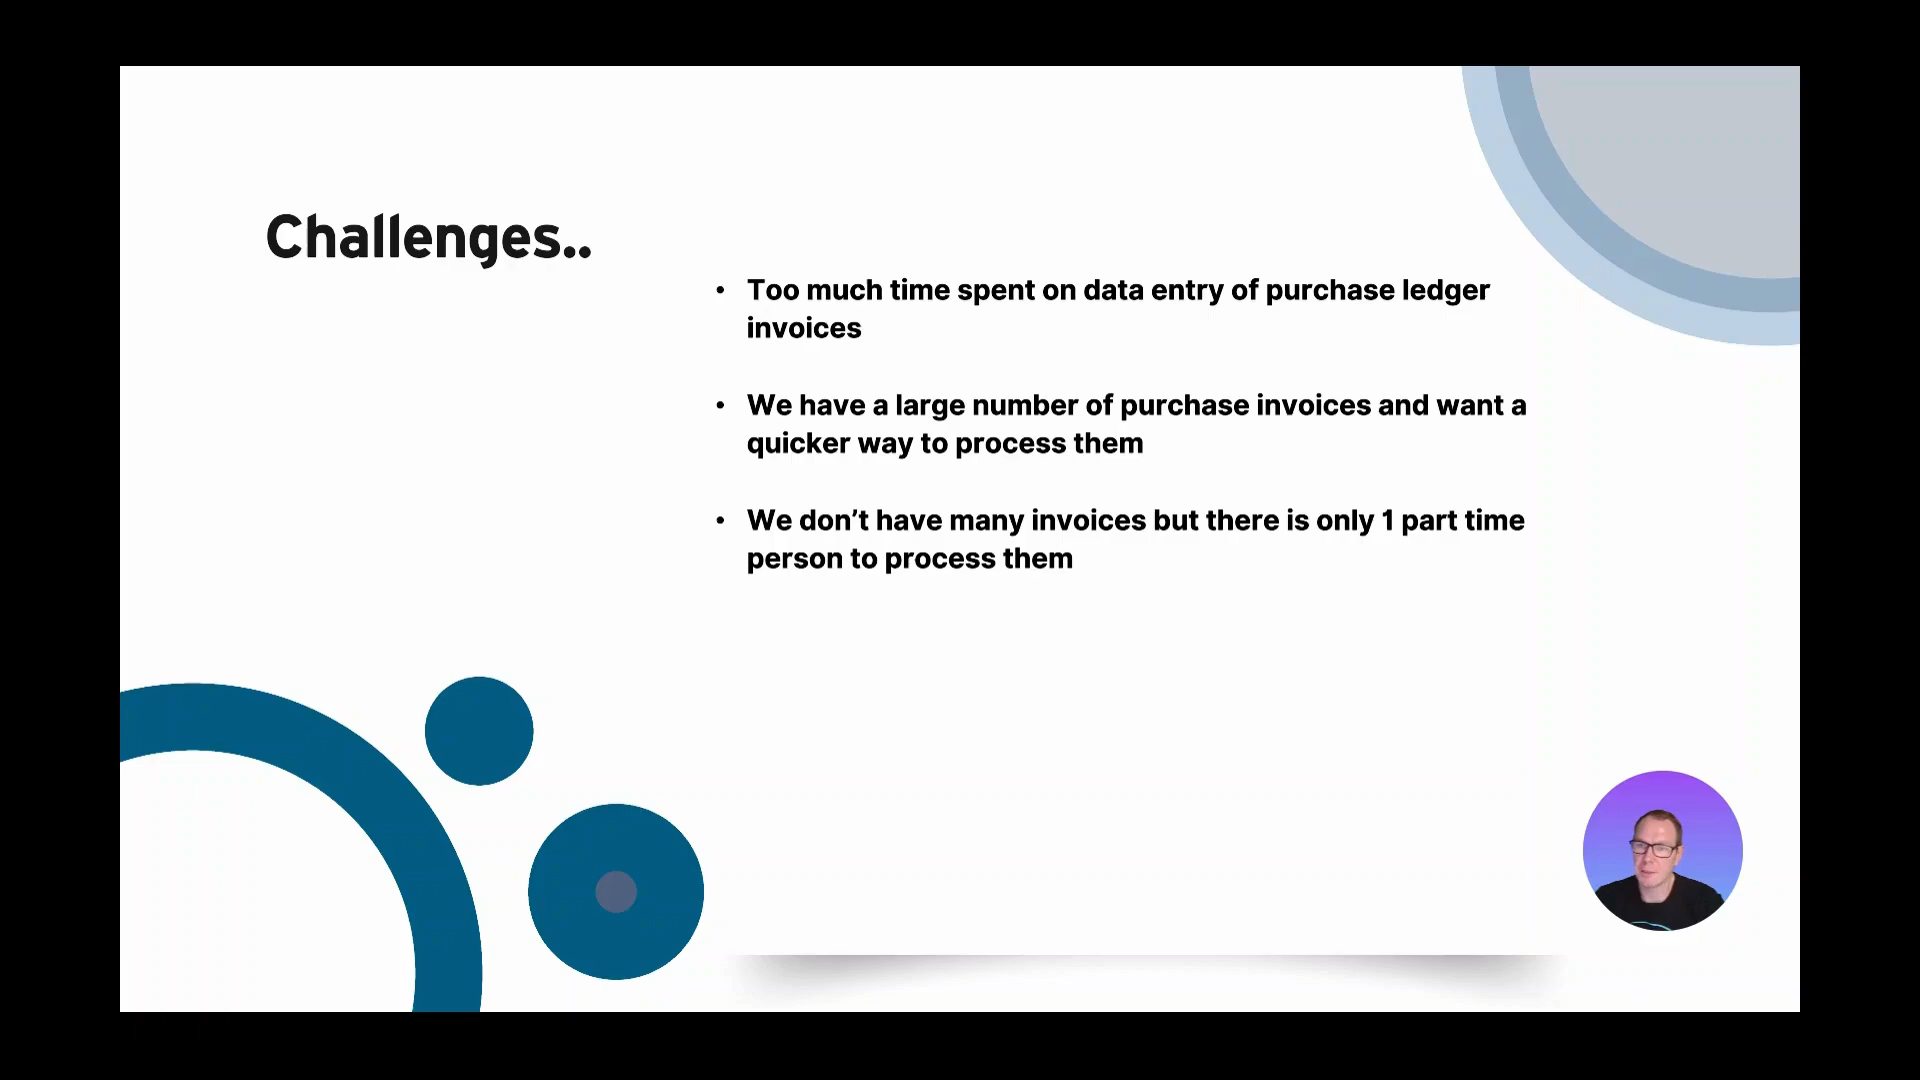 Challenges..
• Too much time spent on data entry of purchase ledger
invoices
• We have a large number of purchase invoices and want a
quicker way to process them
• We don’t have many invoices but there is only 1 part time
person to process them